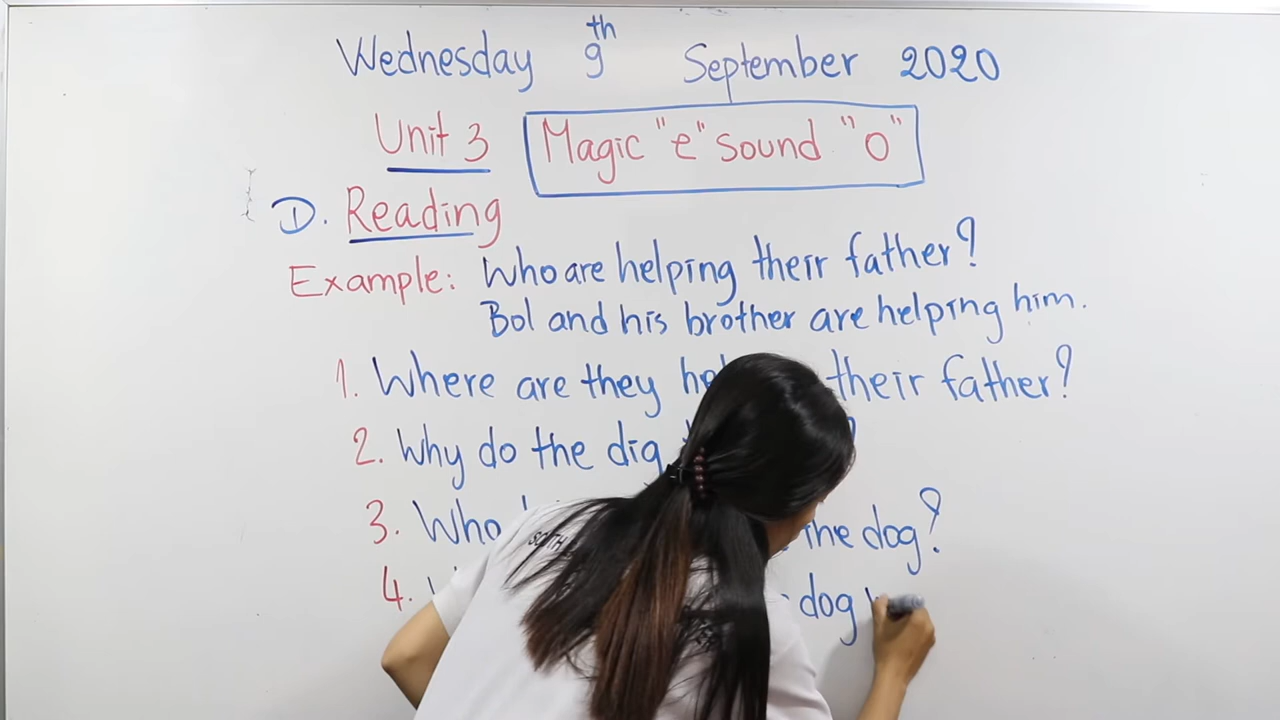 Wednesday 9th September 2020
Unit 3 Magic "e" sound "o"
D. Reading
Example: Who are helping their father?
Bol and his brother are helping him.
1. Where are they their father?
2. Why do the dig
3. Who the dog?
4. dog